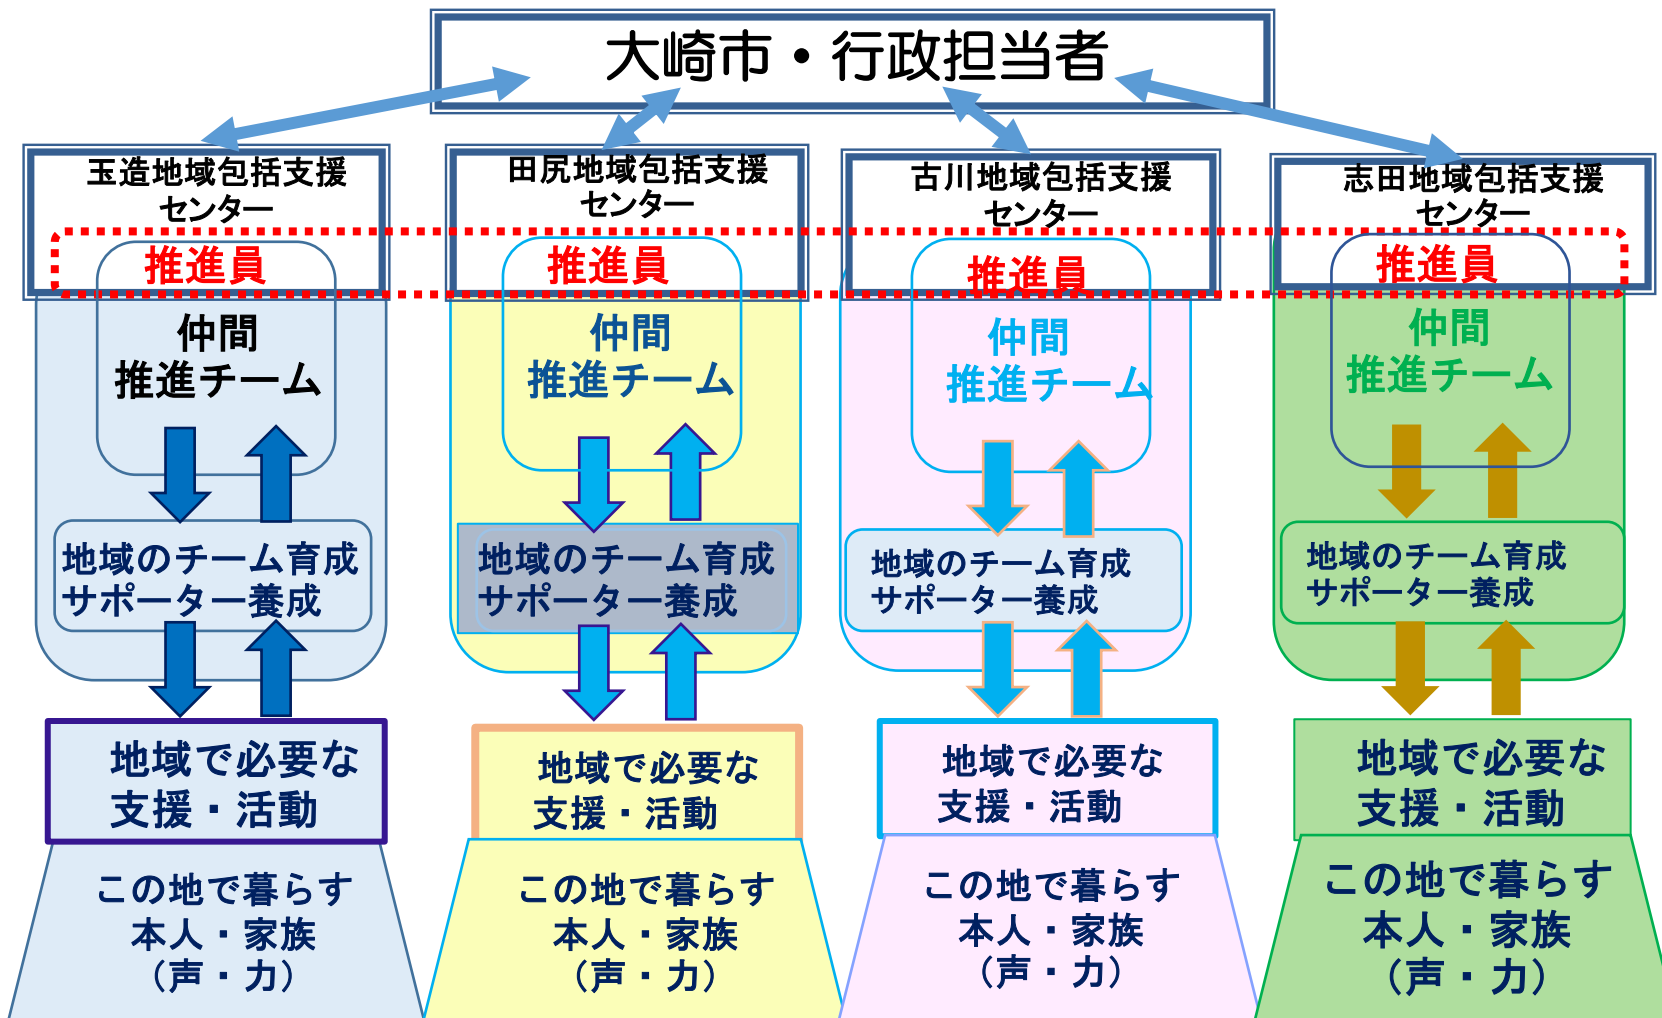 大崎市・行政担当者
玉造地域包括支援
センター
推進員
仲間
推進チーム
地域のチーム育成
サポーター養成
地域で必要な
支援・活動
この地で暮らす
本人・家族
（声・力）
田尻地域包括支援
センター
推進員
仲間
推進チーム
地域のチーム育成
サポーター養成
地域で必要な
支援・活動
この地で暮らす
本人・家族
（声・力）
古川地域包括支援
センター
推進員
仲間
推進チーム
地域のチーム育成
サポーター養成
地域で必要な
支援・活動
この地で暮らす
本人・家族
（声・力）
志田地域包括支援
センター
推進員
仲間
推進チーム
地域のチーム育成
サポーター養成
地域で必要な
支援・活動
この地で暮らす
本人・家族
（声・力）